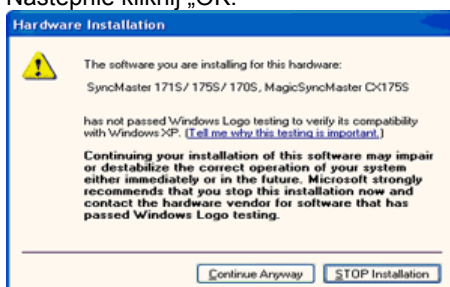 Następnie kliknij „OK.
Hardware Installation
The software you are installing for this hardware:
SyncMaster 171S/ 175S/ 170S, MagicSyncMaster CX175S
has not passed Windows Logo testing to verify its compatibility
with Windows XP. (Tell me why this testing is important.)
Continuing your installation of this software may impair
or destabilize the correct operation of your system
either immediately or in the future. Microsoft strongly
recommends that you stop this installation now and
contact the hardware vendor for software that has
passed Windows Logo testing.
Continue Anyway STOP Installation